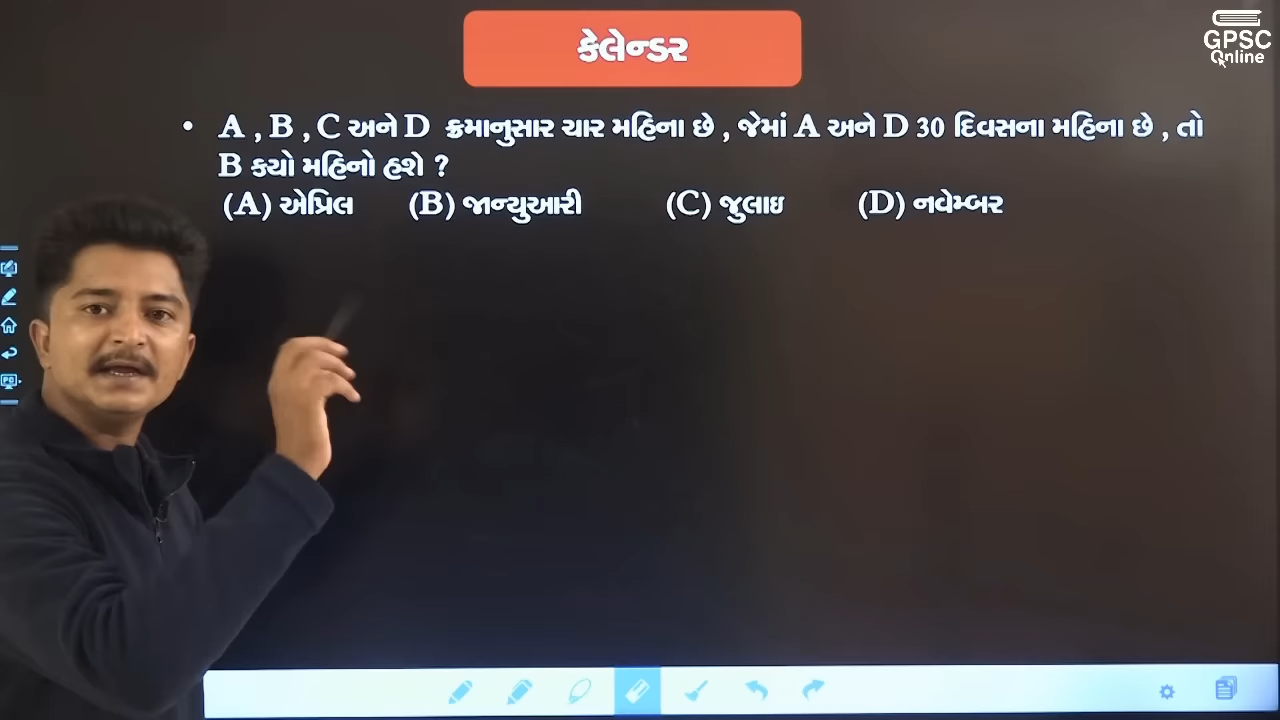 કેલેન્ડર
GPSC
Online
• A , B , C અને D ક્રમાનુસાર ચાર મહિના છે , જેમાં A અને D 30 દિવસના મહિના છે , તો
B કયો મહિનો હશે ?
(A) એપ્રિલ (B) જાન્યુઆરી (C) જુલાઇ (D) નવેમ્બર